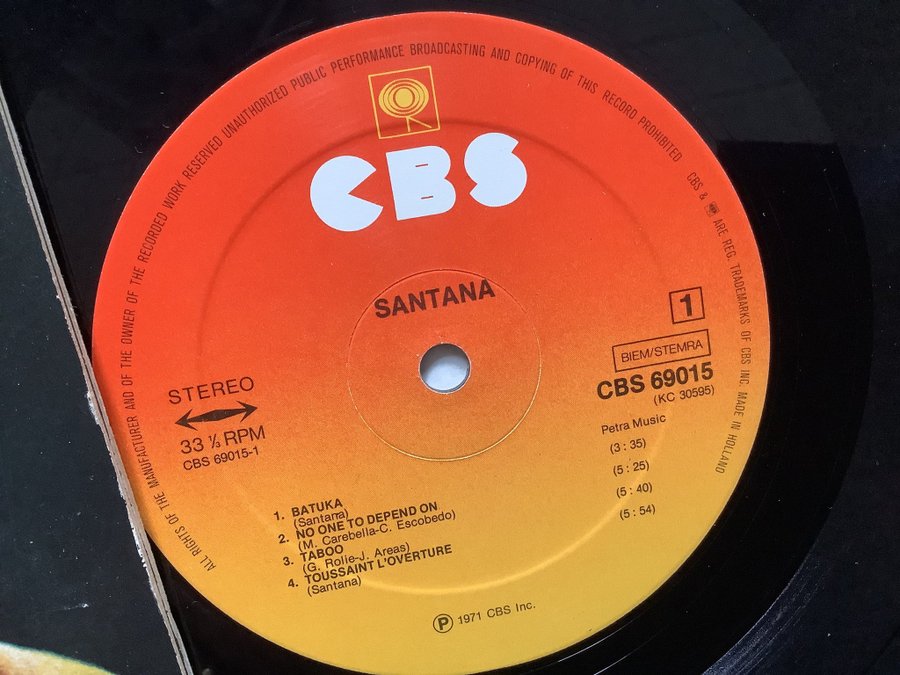 ALL RIGHTS OF THE MANUFACTURER AND OF THE OWNER OF THE RECORDED WORK RESERVED UNAUTHORIZED PUBLIC PERFORMANCE BROADCASTING AND COPYING OF THIS RECORD PROHIBITED
CBS & ARE REG. TRADEMARKS OF CBS INC. MADE IN HOLLAND
CBS
SANTANA
1
BIEM/STEMRA
CBS 69015
(KC 30595)
STEREO
33 ⅓ RPM
CBS 69015-1
Petra Music
(3 : 35)
(5 : 25)
(5 : 40)
(5 : 54)
1. BATUKA
(Santana)
2. NO ONE TO DEPEND ON
(M. Carebella-C. Escobedo)
3. TABOO
(G. Rolie-J. Areas)
4. TOUSSAINT L'OVERTURE
(Santana)
℗ 1971 CBS Inc.